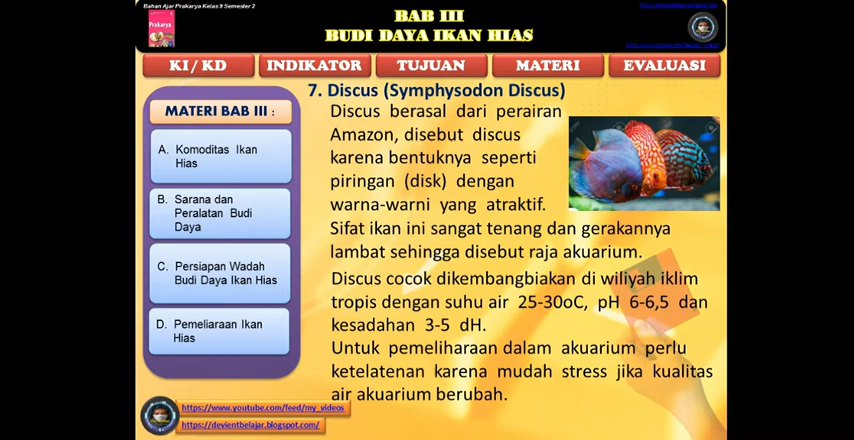 Bahan Ajar Prakarya Kelas 9 Semester 2
Prakarya
BAB III
BUDI DAYA IKAN HIAS
KI / KD
INDIKATOR
TUJUAN
MATERI
EVALUASI
MATERI BAB III :
A. Komoditas Ikan
Hias
B. Sarana dan
Peralatan Budi
Daya
C. Persiapan Wadah
Budi Daya Ikan Hias
D. Pemeliaraan Ikan
Hias
7. Discus (Symphysodon Discus)
Discus berasal dari perairan
Amazon, disebut discus
karena bentuknya seperti
piringan (disk) dengan
warna-warni yang atraktif.
Sifat ikan ini sangat tenang dan gerakannya
lambat sehingga disebut raja akuarium.
Discus cocok dikembangbiakan di wiliyah iklim
tropis dengan suhu air 25-30oC, pH 6-6,5 dan
kesadahan 3-5 dH.
Untuk pemeliharaan dalam akuarium perlu
ketelatenan karena mudah stress jika kualitas
air akuarium berubah.
https://www.youtube.com/feed/my_videos
https://devientbelajar.blogspot.com/